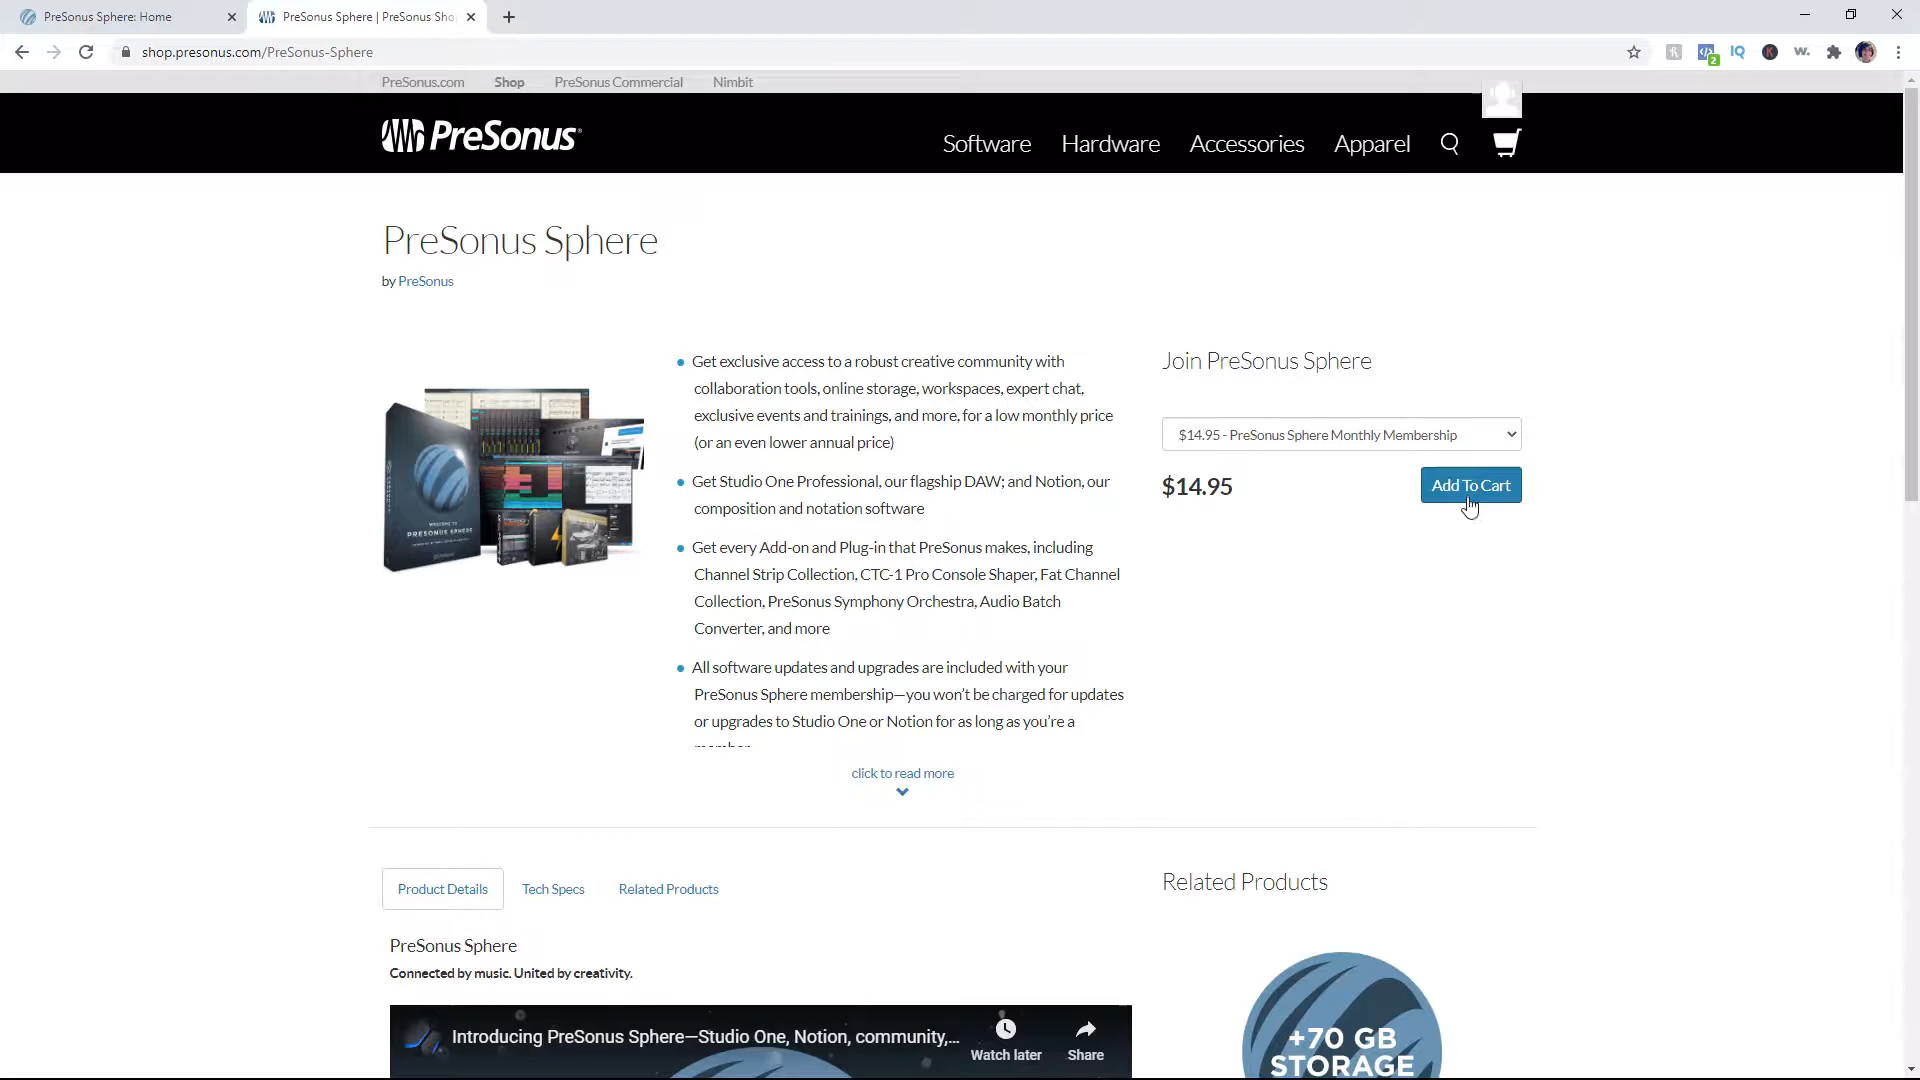 PreSonus Sphere: Home
PreSonus Sphere | PreSonus Sho
shop.presonus.com/PreSonus-Sphere
2
IQ
K
w.
PreSonus.com
Shop
PreSonus Commercial
Nimbit
PreSonus
Software
Hardware
Accessories
Apparel
PreSonus Sphere
by PreSonus
WELCOME TO
PRESONUS SPHERE
Get exclusive access to a robust creative community with
collaboration tools, online storage, workspaces, expert chat,
exclusive events and trainings, and more, for a low monthly price
(or an even lower annual price)
Get Studio One Professional, our flagship DAW; and Notion, our
composition and notation software
Get every Add-on and Plug-in that PreSonus makes, including
Channel Strip Collection, CTC-1 Pro Console Shaper, Fat Channel
Collection, PreSonus Symphony Orchestra, Audio Batch
Converter, and more
All software updates and upgrades are included with your
PreSonus Sphere membership—you won't be charged for updates
or upgrades to Studio One or Notion for as long as you're a
Join PreSonus Sphere
$14.95 - PreSonus Sphere Monthly Membership
$14.95
Add To Cart
click to read more
Product Details
Tech Specs
Related Products
PreSonus Sphere
Connected by music. United by creativity.
Introducing PreSonus Sphere—Studio One, Notion, community,...
Watch later
Share
Related Products
+70 GB
STORAGE